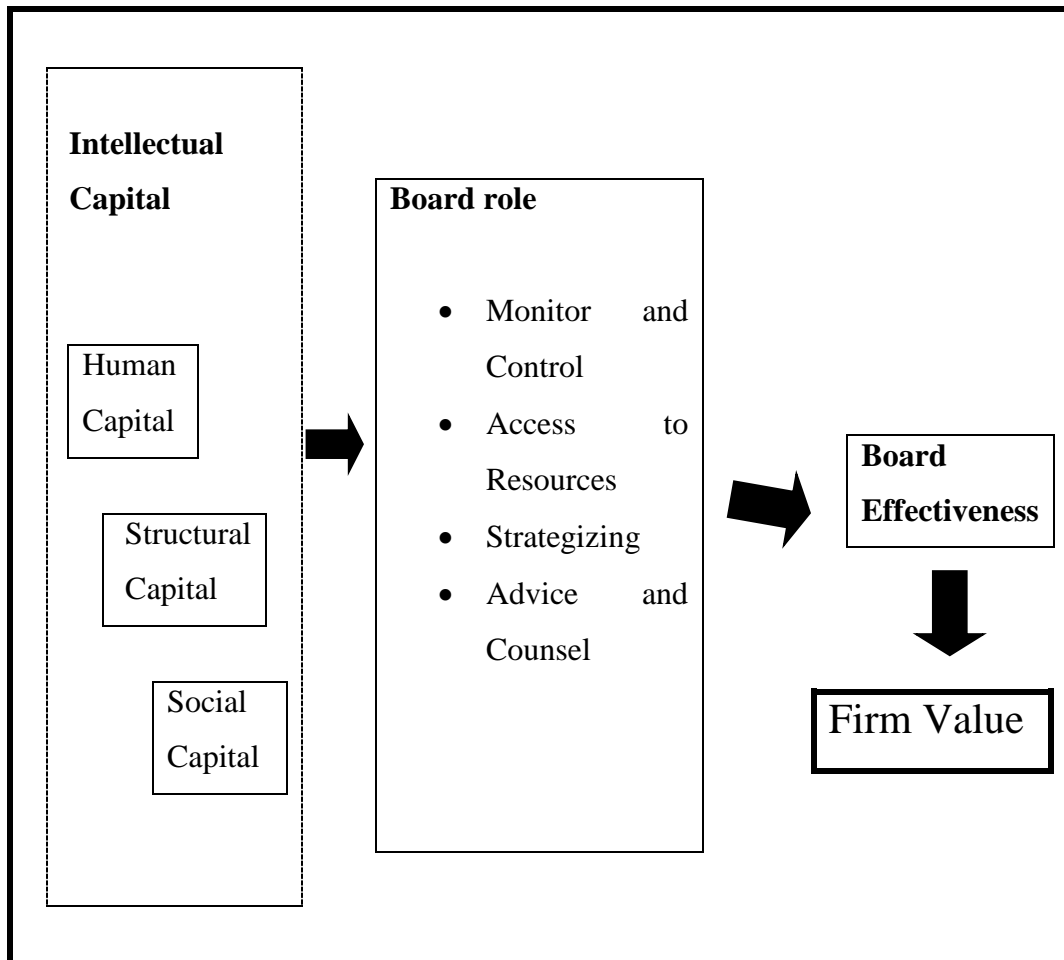 Intellectual
Capital
Human
Capital
Structural
Capital
Social
Capital
Board role
• Monitor and
Control
• Access to
Resources
• Strategizing
• Advice and
Counsel
Board
Effectiveness
Firm Value